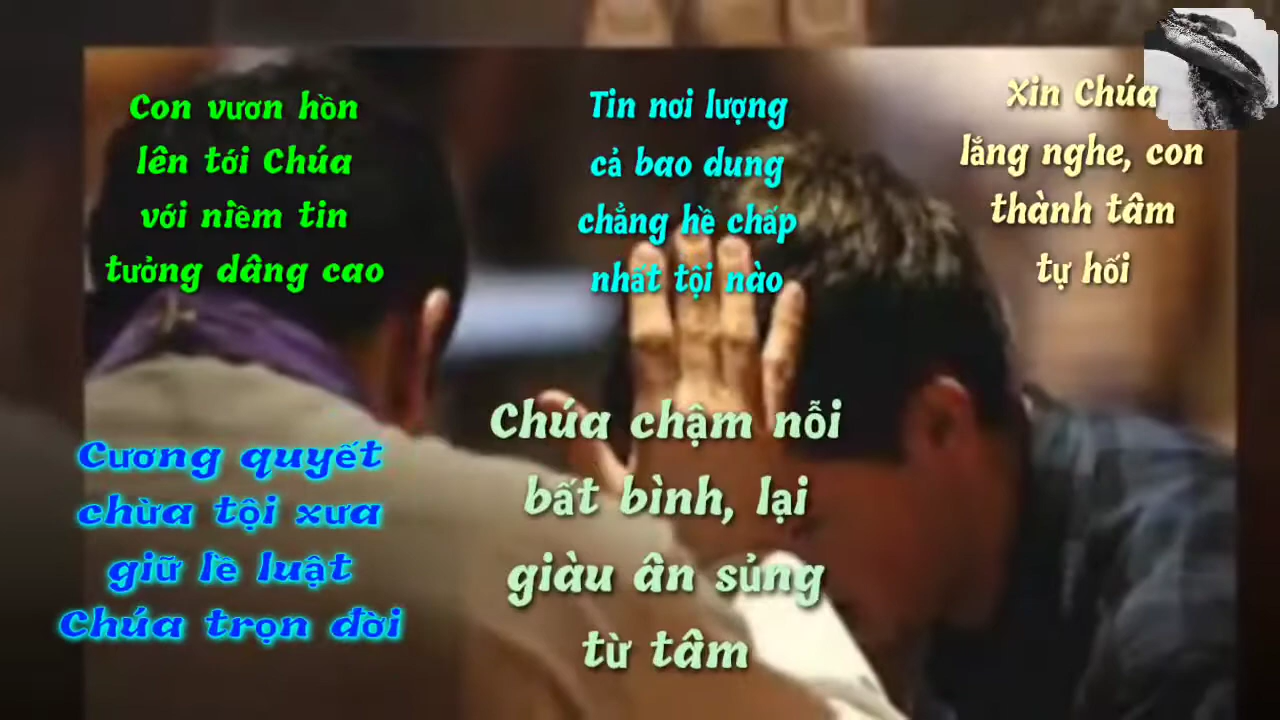 Con vươn hồn
lên tới Chúa
với niềm tin
tưởng dâng cao
Tin nơi lượng
cả bao dung
chẳng hề chấp
nhất tội nào
Xin Chúa
lắng nghe, con
thành tâm
tự hối
Cương quyết
chừa tội xưa
giữ lề luật
Chúa trọn đời
Chúa chậm nỗi
bất bình, lại
giàu ân sủng
từ tâm